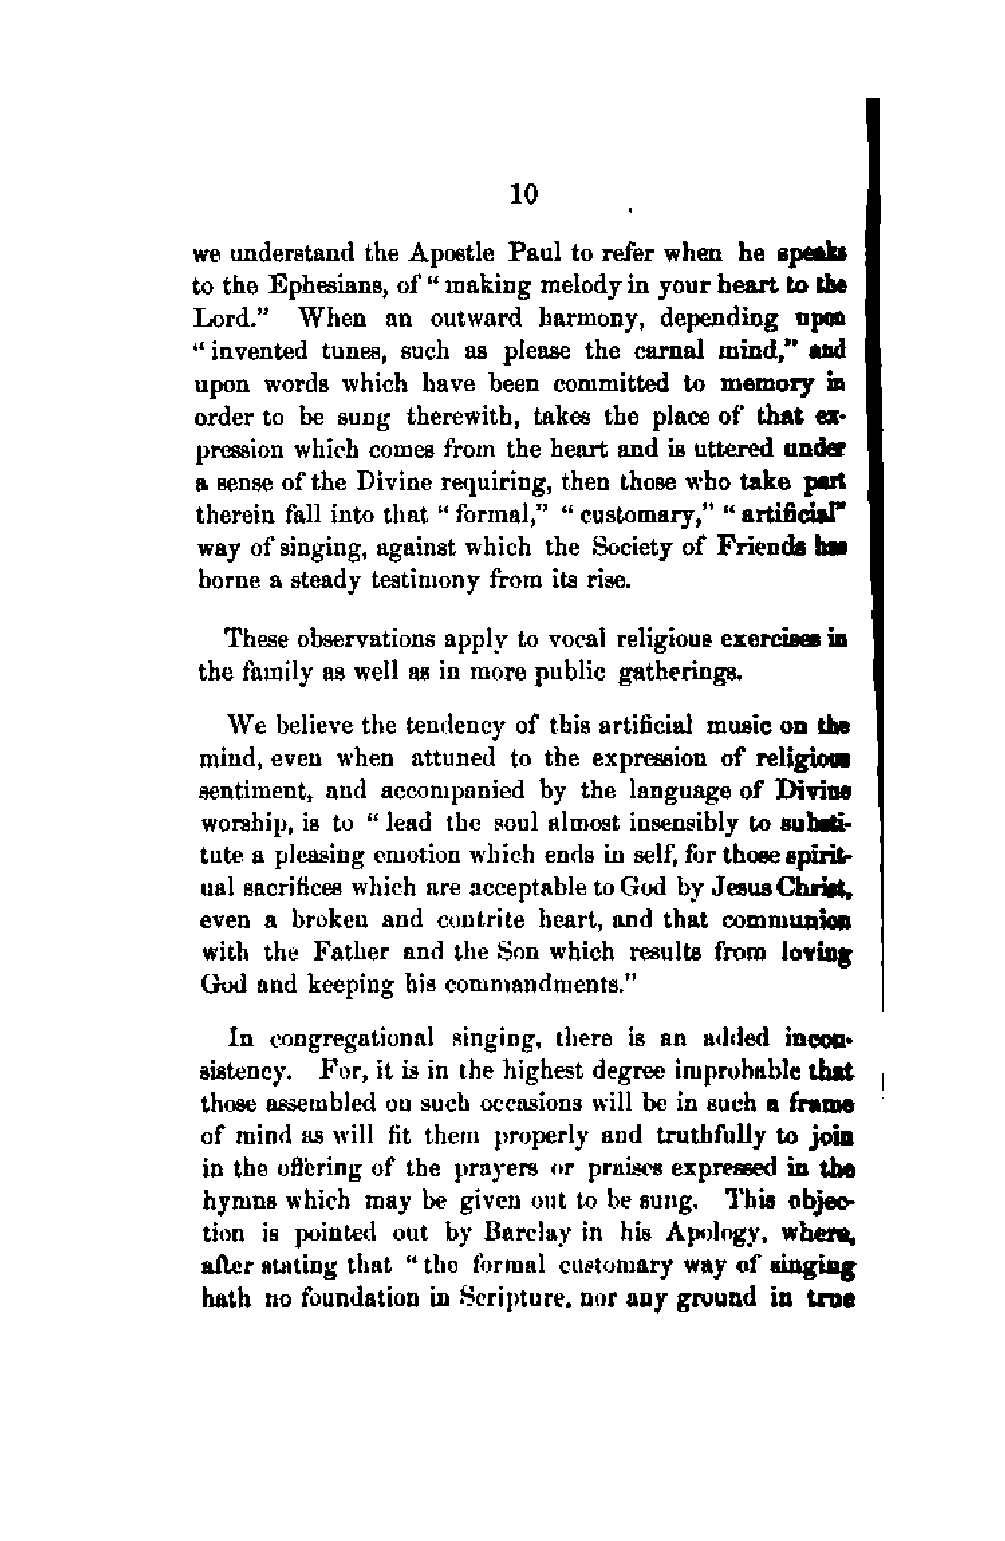 10
we understand the Apostle Paul to refer when he speaks
to the Ephesians, of “ making melody in your heart to the
Lord.” When an outward harmony, depending upon
“ invented tunes, such as please the carnal mind,” and
upon words which have been committed to memory in
order to be sung therewith, takes the place of that ex-
pression which comes from the heart and is uttered under
a sense of the Divine requiring, then those who take part
therein fall into that “ formal,” “ customary,” “ artificial”
way of singing, against which the Society of Friends has
borne a steady testimony from its rise.
These observations apply to vocal religious exercises in
the family as well as in more public gatherings.
We believe the tendency of this artificial music on the
mind, even when attuned to the expression of religious
sentiment, and accompanied by the language of Divine
worship, is to “ lead the soul almost insensibly to substi-
tute a pleasing emotion which ends in self, for those spirit-
ual sacrifices which are acceptable to God by Jesus Christ,
even a broken and contrite heart, and that communion
with the Father and the Son which results from loving
God and keeping his commandments.”
In congregational singing, there is an added incon-
sistency. For, it is in the highest degree improbable that
those assembled on such occasions will be in such a frame
of mind as will fit them properly and truthfully to join
in the offering of the prayers or praises expressed in the
hymns which may be given out to be sung. This objec-
tion is pointed out by Barclay in his Apology, where,
after stating that “ the formal customary way of singing
hath no foundation in Scripture, nor any ground in true